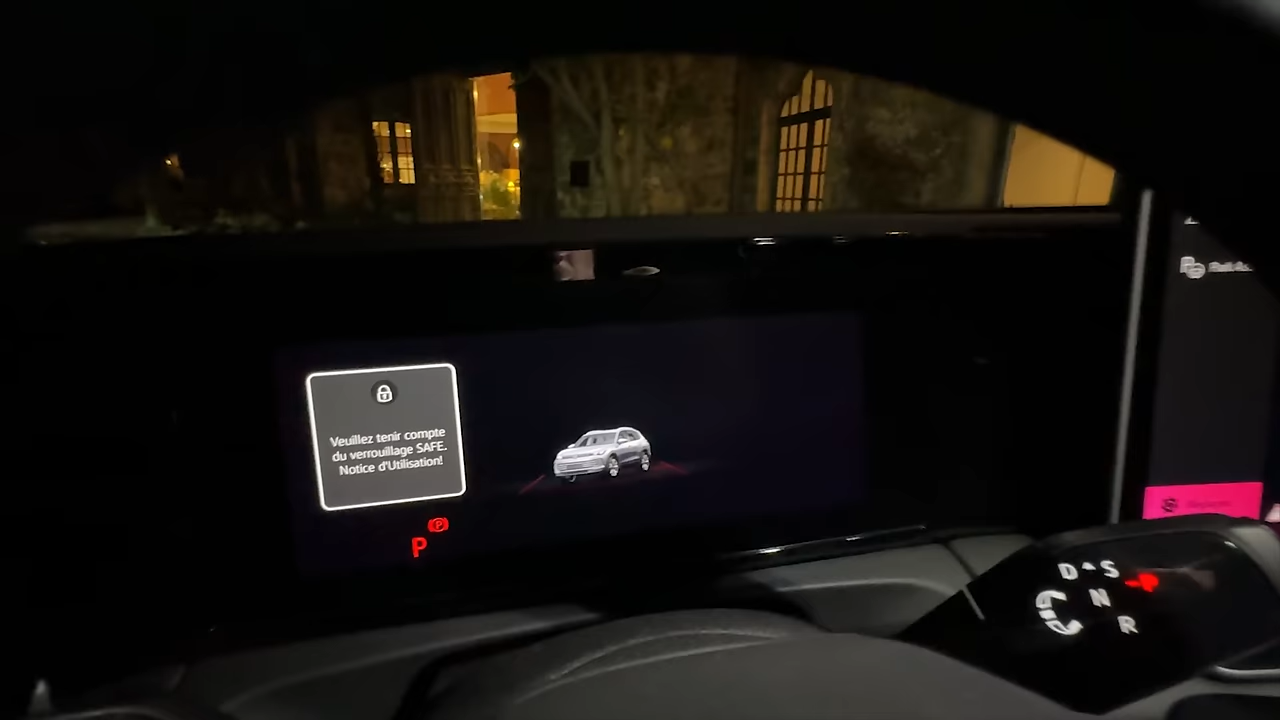 Veuillez tenir compte
du verrouillage SAFE.
Notice d'Utilisation!
P
P
D S
N
R